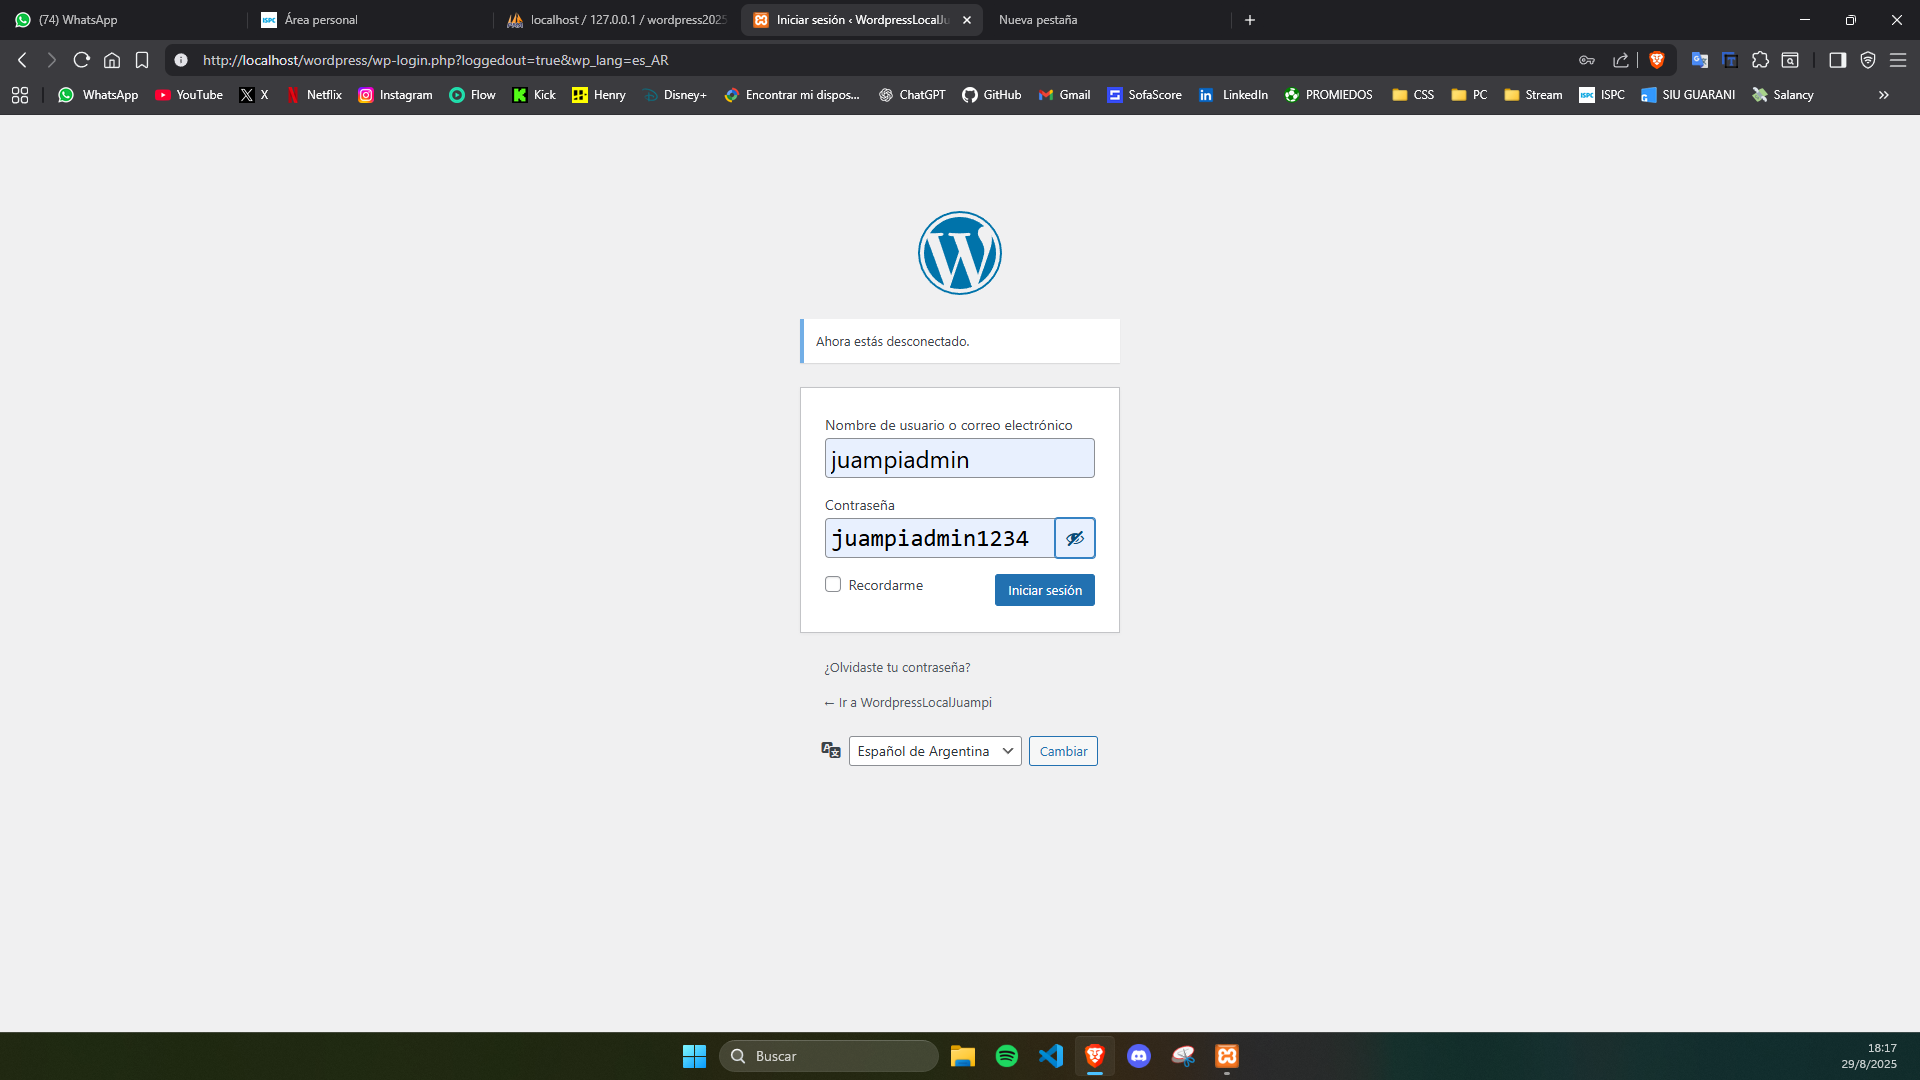 (74) WhatsApp
Área personal
localhost / 127.0.0.1 / wordpress2025
Iniciar sesión ‹ WordpressLocalJu
Nueva pestaña
http://localhost/wordpress/wp-login.php?loggedout=true&wp_lang=es_AR
WhatsApp YouTube X Netflix Instagram Flow Kick Henry Disney+ Encontrar mi dispos... ChatGPT GitHub Gmail SofaScore LinkedIn PROMIEDOS CSS PC Stream ISPC SIU GUARANI Salancy
Ahora estás desconectado.
Nombre de usuario o correo electrónico
juampiadmin
Contraseña
juampiadmin1234
Recordarme
Iniciar sesión
¿Olvidaste tu contraseña?
← Ir a WordpressLocalJuampi
Español de Argentina
Cambiar
Buscar
18:17
29/8/2025